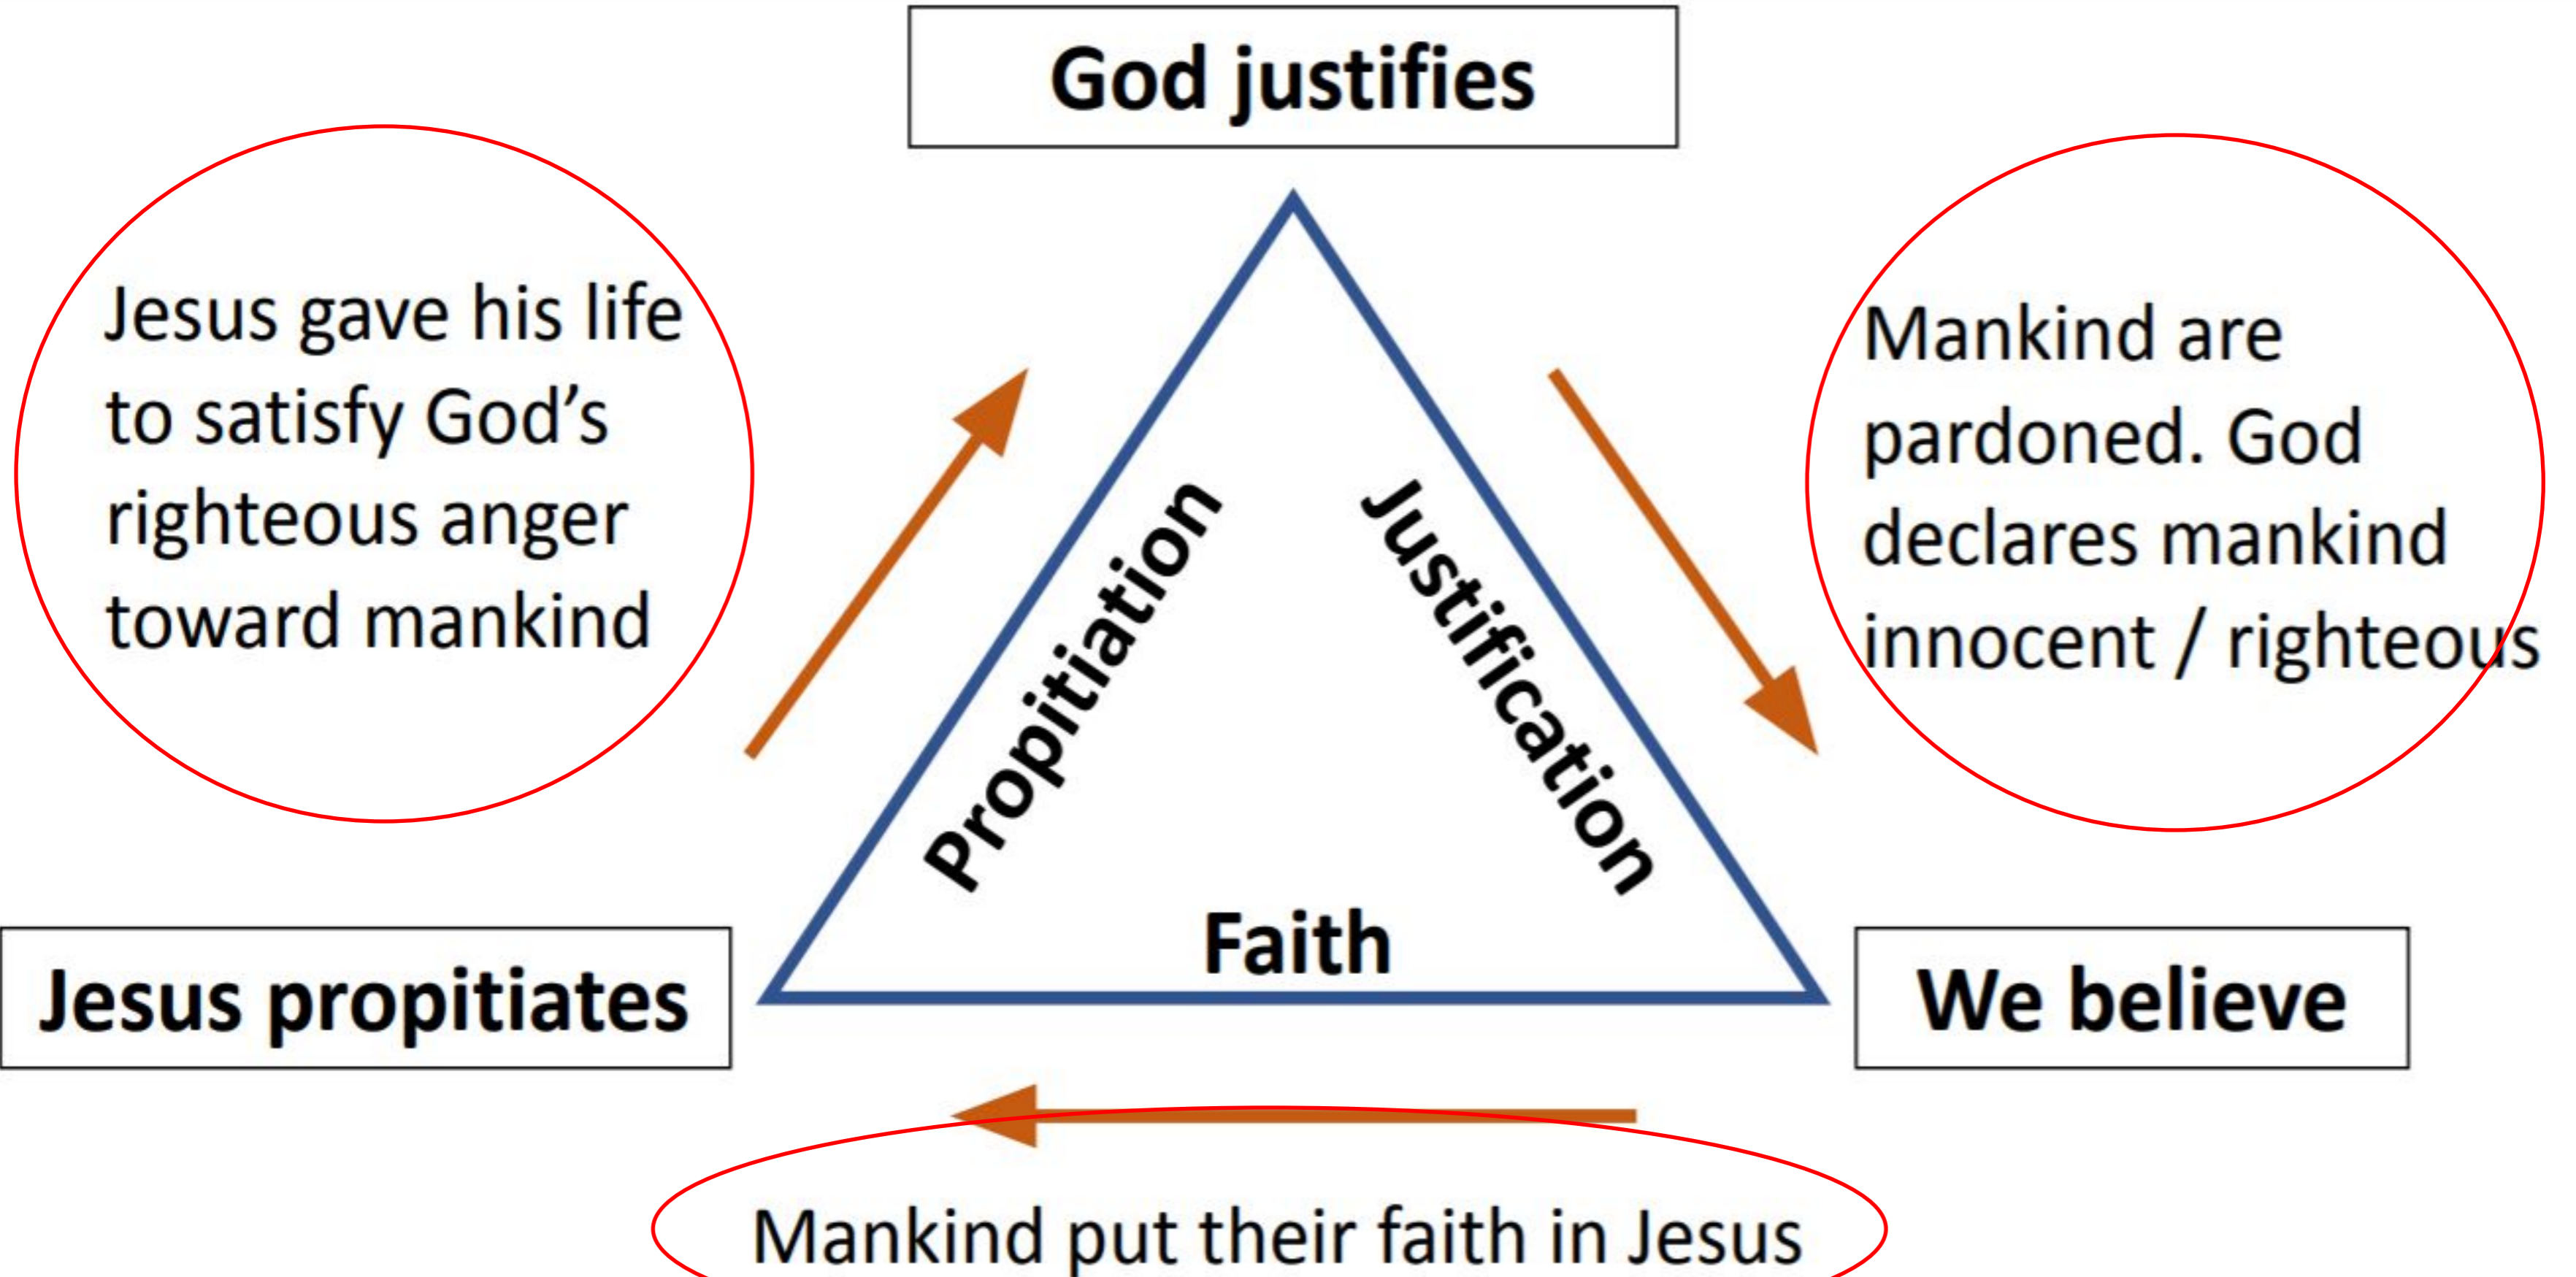 God justifies
Jesus gave his life
to satisfy God's
righteous anger
toward mankind
Mankind are
pardoned. God
declares mankind
innocent / righteous
Propitiation
Justification
Faith
Jesus propitiates
We believe
Mankind put their faith in Jesus